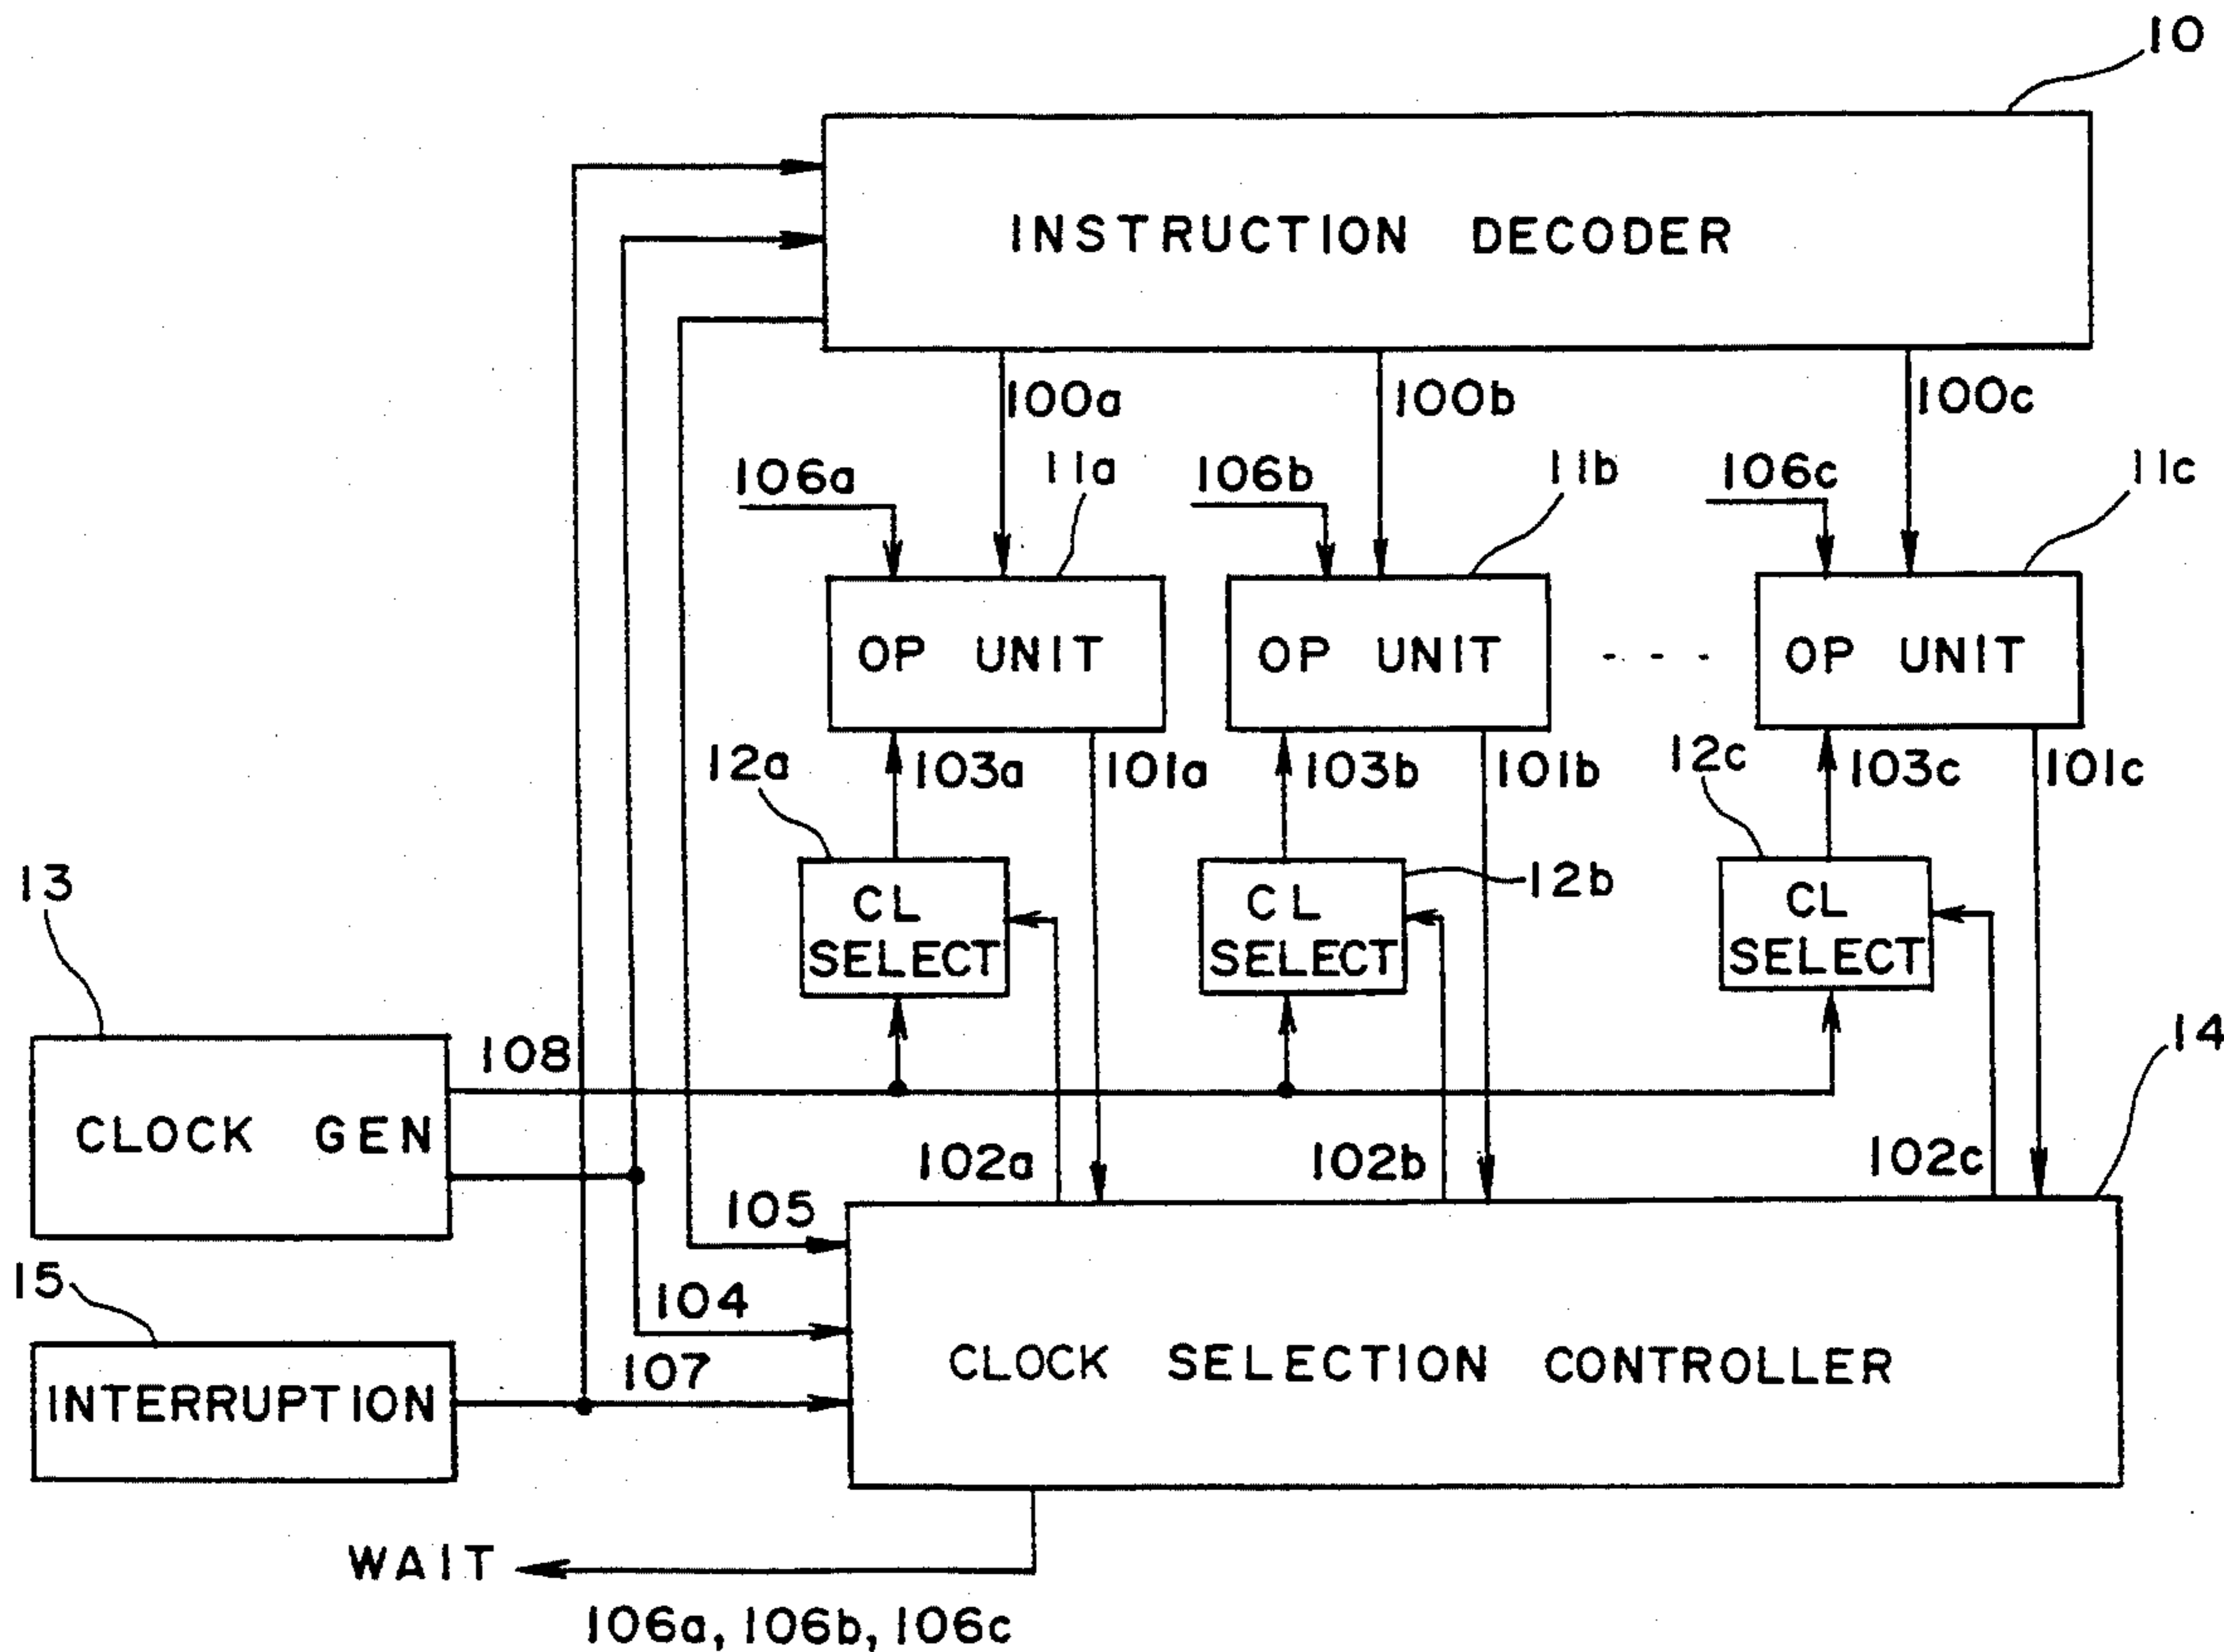 10
INSTRUCTION DECODER
100a
100b
100c
106a
11a
106b
11b
106c
11c
OP UNIT
OP UNIT
- - - -
OP UNIT
12a
103a
101a
103b
101b
12c
103c
101c
13
CL
SELECT
CL
SELECT
12b
CL
SELECT
14
108
CLOCK GEN
102a
102b
102c
105
15
104
107
INTERRUPTION
CLOCK SELECTION CONTROLLER
WAIT
106a, 106b, 106c